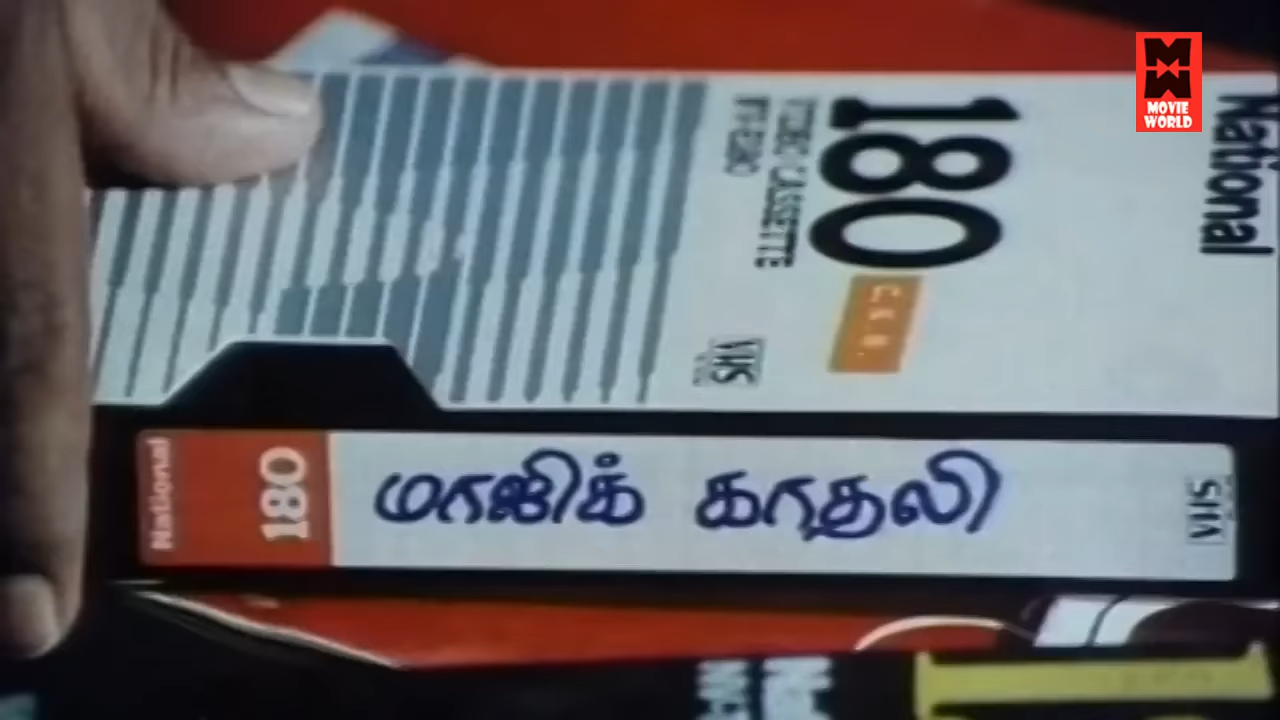 MOVIE
WORLD
National
180
VIDEO CASSETTE
VHS
National
180
மாஜிக் காதலி
VHS